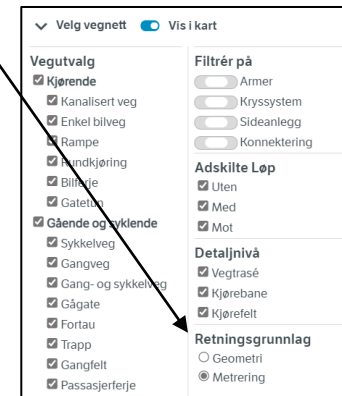 Velg vegnett Vis i kart
Vegutvalg
Kjørende
Kanalisert veg
Enkel bilveg
Rampe
Rundkjøring
Bilferje
Gatetun
Gående og syklende
Sykkelveg
Gangveg
Gang- og sykkelveg
Gågate
Fortau
Trapp
Gangfelt
Passasjerferje
Filtrér på
Armer
Kryssystem
Sideanlegg
Konnektering
Adskilte Løp
Uten
Med
Mot
Detaljnivå
Vegtrasé
Kjørebane
Kjørefelt
Retningsgrunnlag
Geometri
Metrering